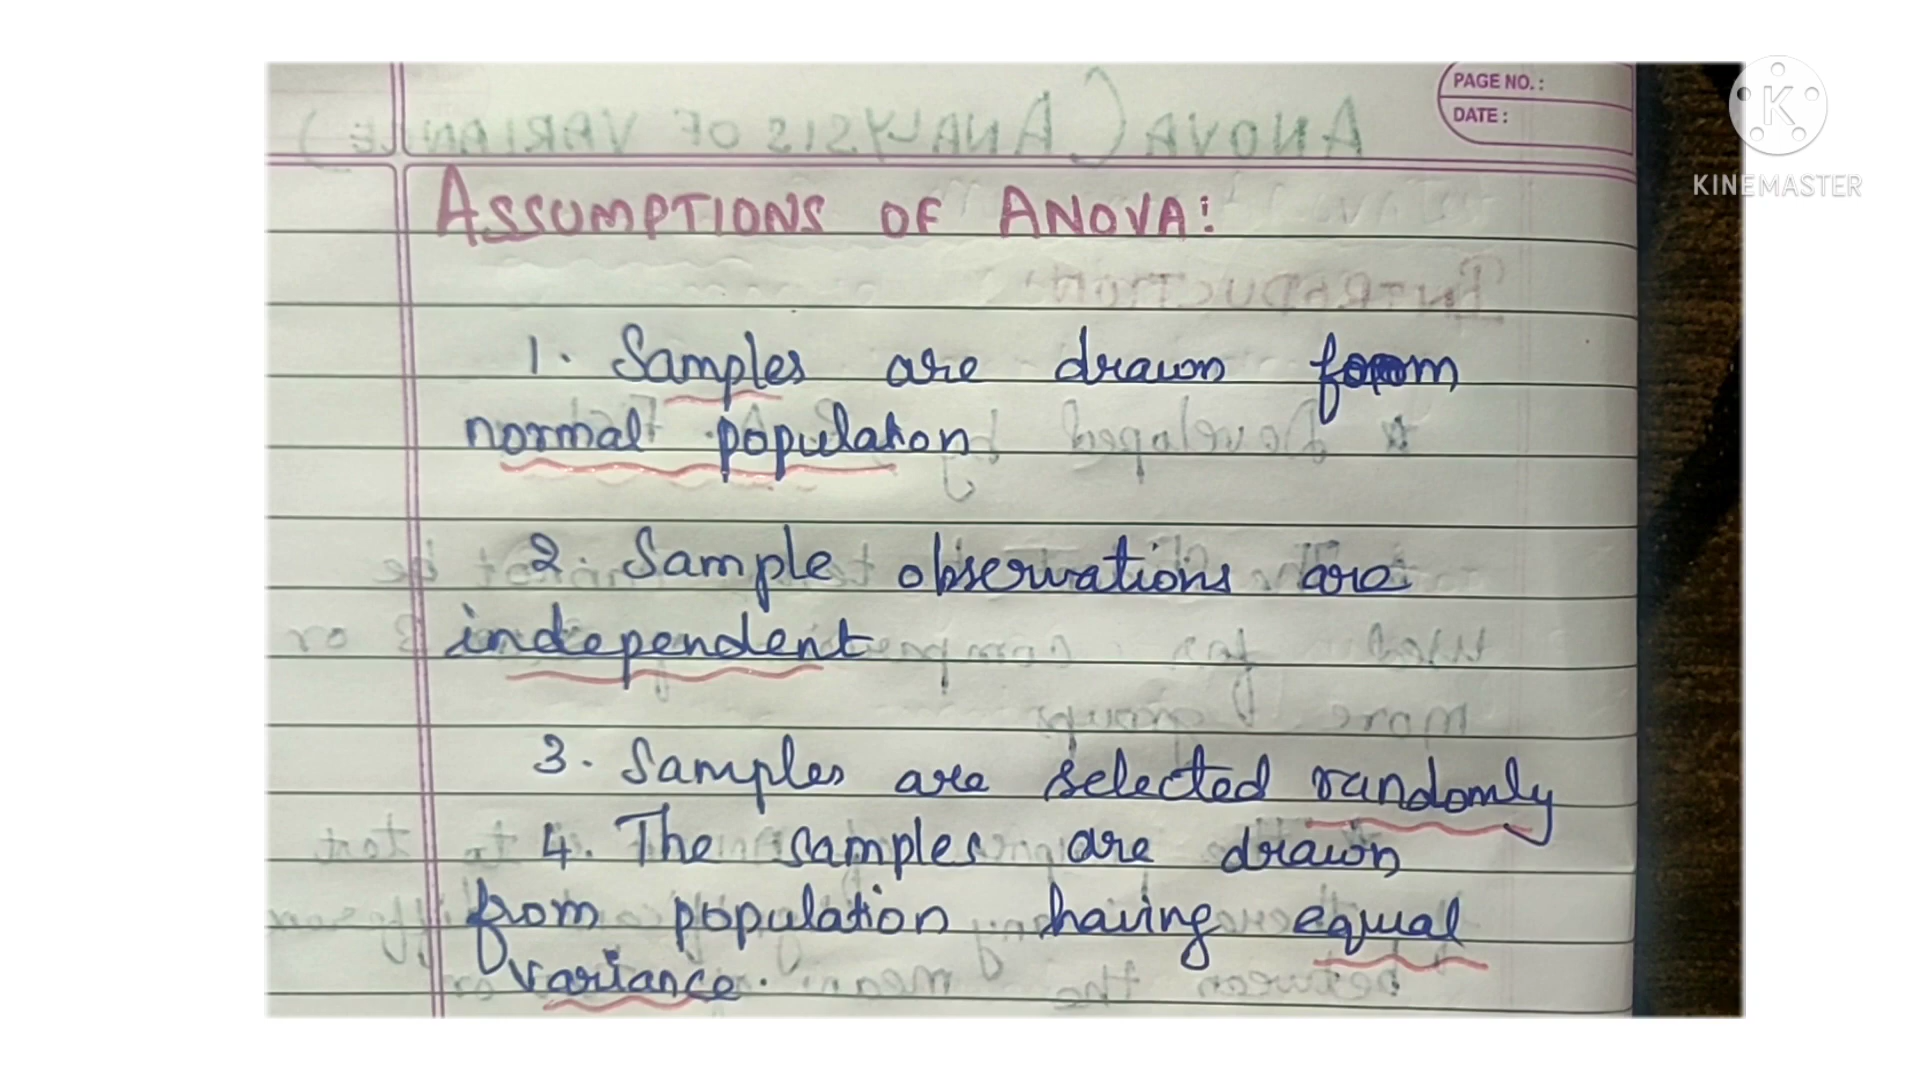 PAGE NO. :
DATE :
KINEMASTER
ASSUMPTIONS OF ANOVA:
1. Samples are drawn from
normal population
2. Sample observations are
independent
3. Samples are selected randomly
4. The samples are drawn
from population having equal
variance.